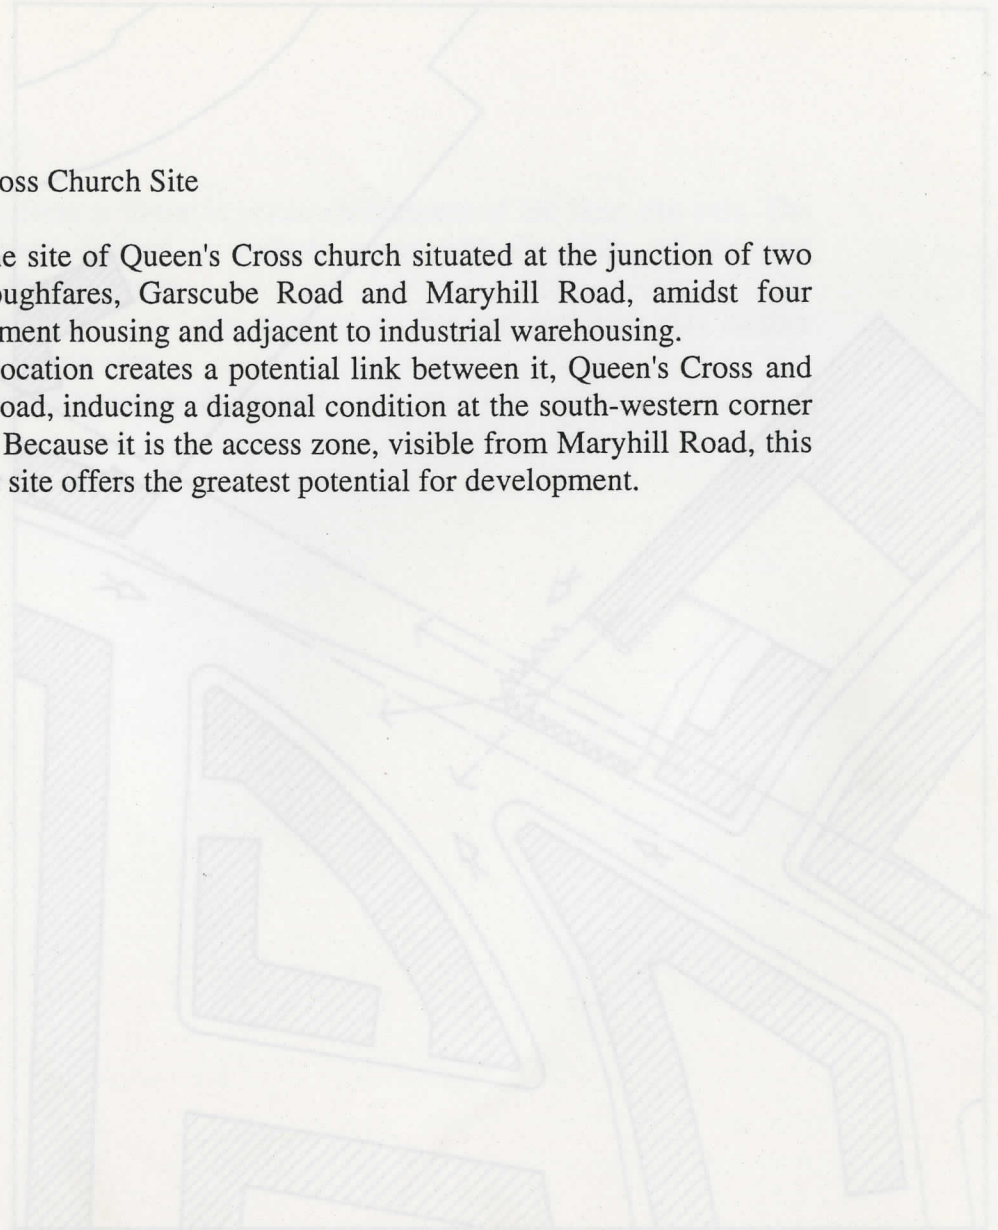 oss Church Site
e site of Queen's Cross church situated at the junction of two
oughfares, Garscube Road and Maryhill Road, amidst four
ment housing and adjacent to industrial warehousing.
ocation creates a potential link between it, Queen's Cross and
oad, inducing a diagonal condition at the south-western corner
Because it is the access zone, visible from Maryhill Road, this
site offers the greatest potential for development.